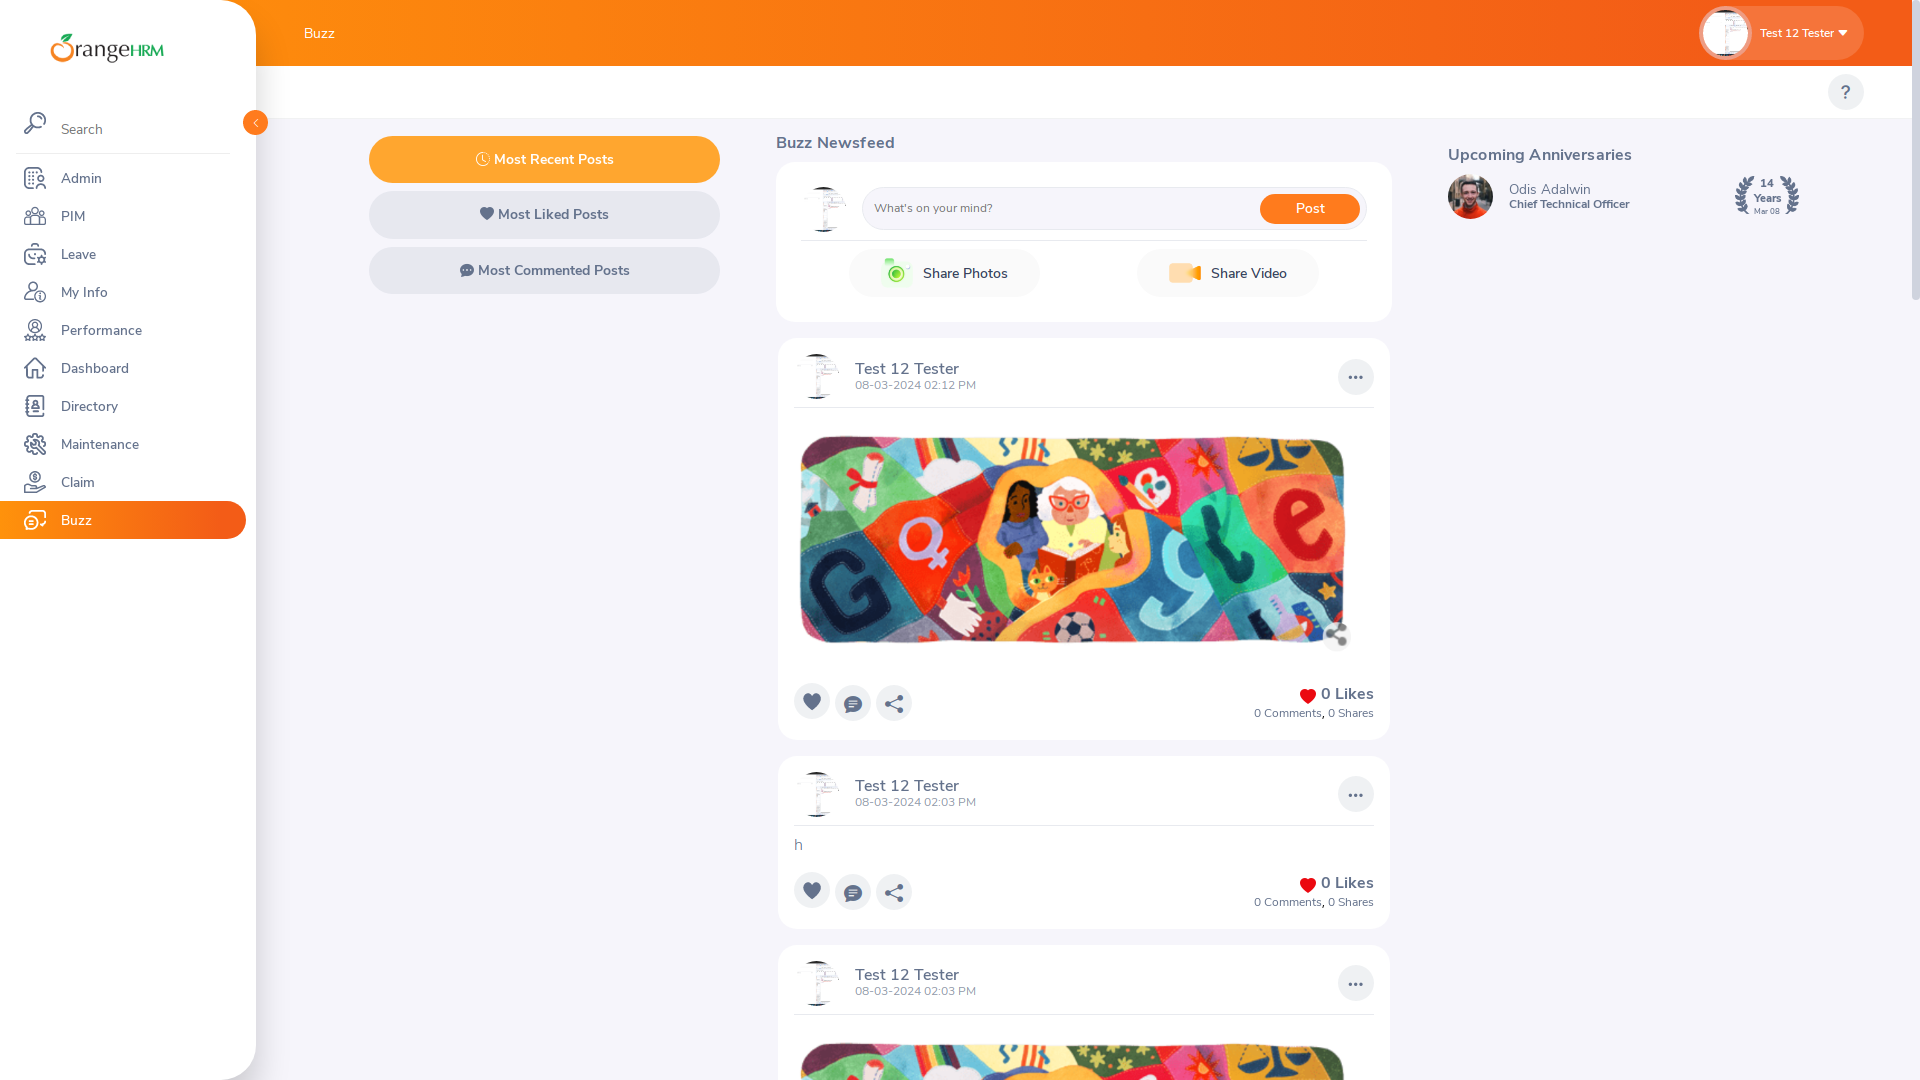 OrangeHRM
Search
Admin
PIM
Leave
My Info
Performance
Dashboard
Directory
Maintenance
Claim
Buzz
Buzz
Test 12 Tester
?
Most Recent Posts
Most Liked Posts
Most Commented Posts
Buzz Newsfeed
What's on your mind?
Post
Share Photos
Share Video
Test 12 Tester
08-03-2024 02:12 PM
G
g
L
e
0 Likes
0 Comments, 0 Shares
Test 12 Tester
08-03-2024 02:03 PM
h
0 Likes
0 Comments, 0 Shares
Test 12 Tester
08-03-2024 02:03 PM
Upcoming Anniversaries
Odis Adalwin
Chief Technical Officer
14
Years
Mar 08